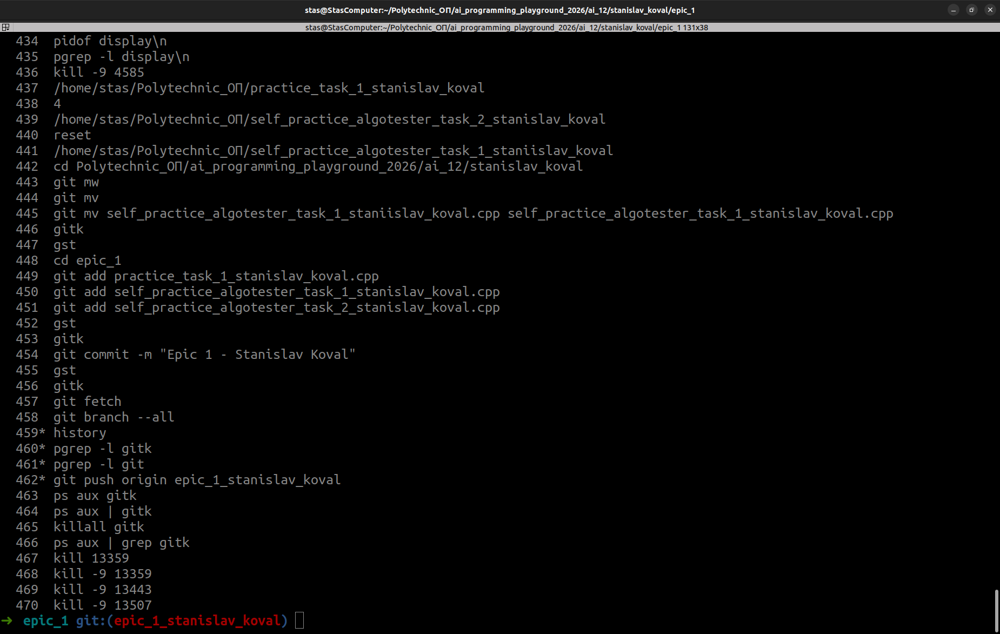 stas@StasComputer:~/Polytechnic_ОП/ai_programming_playground_2026/ai_12/stanislav_koval/epic_1
stas@StasComputer:~/Polytechnic_ОП/ai_programming_playground_2026/ai_12/stanislav_koval/epic_1 131x38
434 pidof display\n
435 pgrep -l display\n
436 kill -9 4585
437 /home/stas/Polytechnic_ОП/practice_task_1_stanislav_koval
438 4
439 /home/stas/Polytechnic_ОП/self_practice_algotester_task_2_stanislav_koval
440 reset
441 /home/stas/Polytechnic_ОП/self_practice_algotester_task_1_staniislav_koval
442 cd Polytechnic_ОП/ai_programming_playground_2026/ai_12/stanislav_koval
443 git mw
444 git mv
445 git mv self_practice_algotester_task_1_staniislav_koval.cpp self_practice_algotester_task_1_stanislav_koval.cpp
446 gitk
447 gst
448 cd epic_1
449 git add practice_task_1_stanislav_koval.cpp
450 git add self_practice_algotester_task_1_stanislav_koval.cpp
451 git add self_practice_algotester_task_2_stanislav_koval.cpp
452 gst
453 gitk
454 git commit -m "Epic 1 - Stanislav Koval"
455 gst
456 gitk
457 git fetch
458 git branch --all
459* history
460* pgrep -l gitk
461* pgrep -l git
462* git push origin epic_1_stanislav_koval
463 ps aux gitk
464 ps aux | gitk
465 killall gitk
466 ps aux | grep gitk
467 kill 13359
468 kill -9 13359
469 kill -9 13443
470 kill -9 13507
➜ epic_1 git:(epic_1_stanislav_koval)